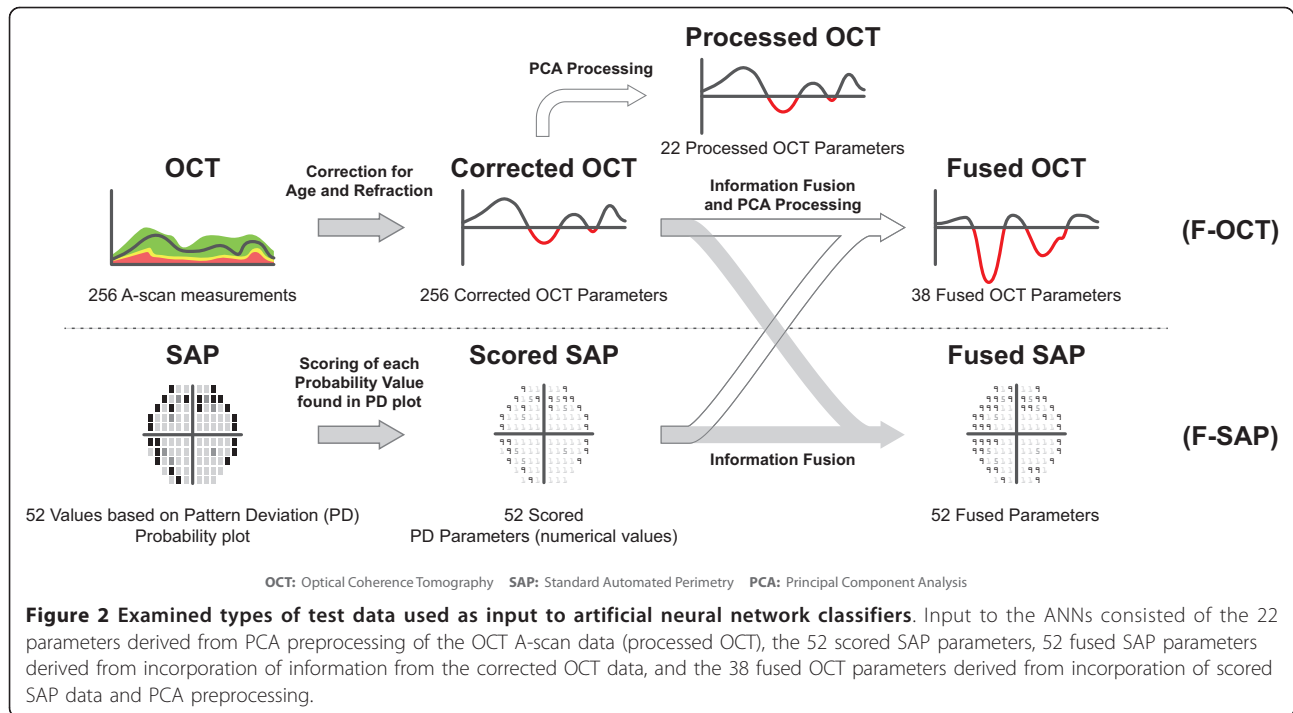 Processed OCT
PCA Processing
22 Processed OCT Parameters
OCT
Correction for
Age and Refraction
Corrected OCT
Information Fusion
and PCA Processing
Fused OCT
(F-OCT)
256 A-scan measurements
256 Corrected OCT Parameters
38 Fused OCT Parameters
SAP
Scoring of each
Probability Value
found in PD plot
Scored SAP
Fused SAP
(F-SAP)
Information Fusion
52 Values based on Pattern Deviation (PD)
Probability plot
52 Scored
PD Parameters (numerical values)
52 Fused Parameters
OCT: Optical Coherence Tomography SAP: Standard Automated Perimetry PCA: Principal Component Analysis
Figure 2 Examined types of test data used as input to artificial neural network classifiers. Input to the ANNs consisted of the 22
parameters derived from PCA preprocessing of the OCT A-scan data (processed OCT), the 52 scored SAP parameters, 52 fused SAP parameters
derived from incorporation of information from the corrected OCT data, and the 38 fused OCT parameters derived from incorporation of scored
SAP data and PCA preprocessing.